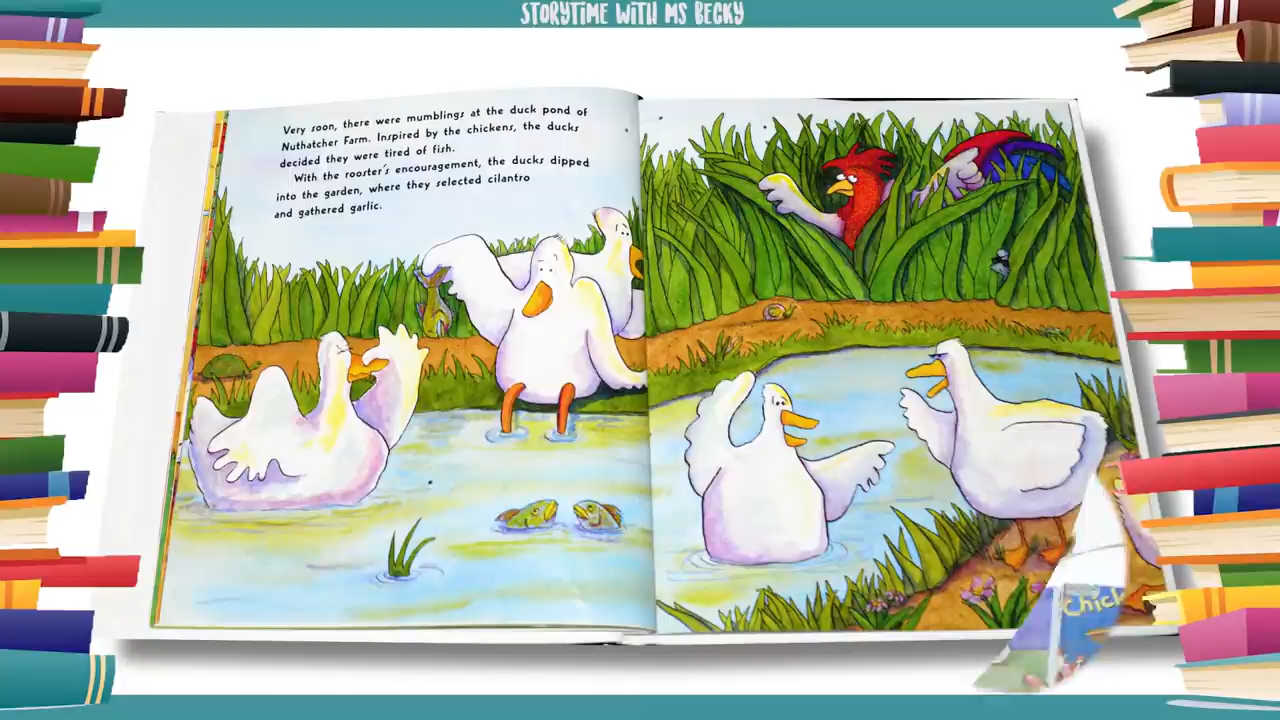 STORYTIME WITH MS BECKY
Very soon, there were mumblings at the duck pond of
Nuthatcher Farm. Inspired by the chickens, the ducks
decided they were tired of fish.
With the rooster's encouragement, the ducks dipped
into the garden, where they selected cilantro
and gathered garlic.
Chick